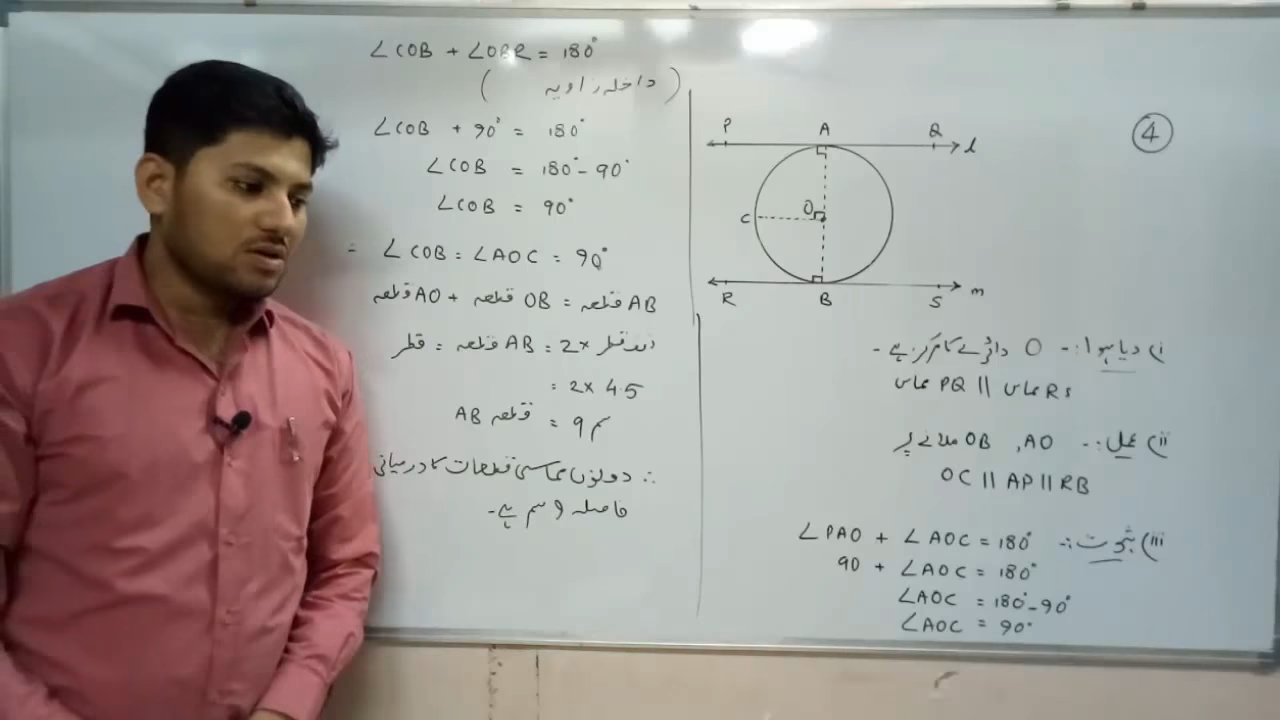 ④
P A Q l
C O
R B S m
i) دیا ہوا :- O دائرے کا مرکز ہے -
مماس PQ || مماس RS
ii) عمل :- AO , OB ملانے پر
OC || AP || RB
iii) ثبوت :- ∠PAO + ∠AOC = 180°
90 + ∠AOC = 180°
∠AOC = 180° - 90°
∠AOC = 90°
∠COB + ∠OBR = 180°
( داخلہ زاویہ )
∠COB + 90° = 180°
∠COB = 180° - 90°
∠COB = 90°
∠COB = ∠AOC = 90°
قطعہ AB = قطعہ OB + قطعہ AO
قطر = قطعہ AB = 2 x نصف قطر
= 2 x 4.5
قطعہ AB = 9 سم
∴ دونوں مماسی قطعات کا درمیانی
فاصلہ 9 سم ہے -